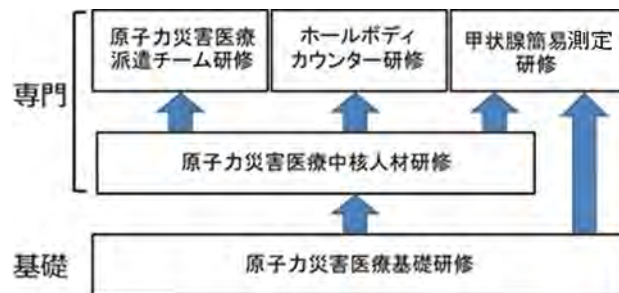 原子力災害医療
派遣チーム研修
ホールボディ
カウンター研修
甲状腺簡易測定
研修
専門
原子力災害医療中核人材研修
基礎
原子力災害医療基礎研修